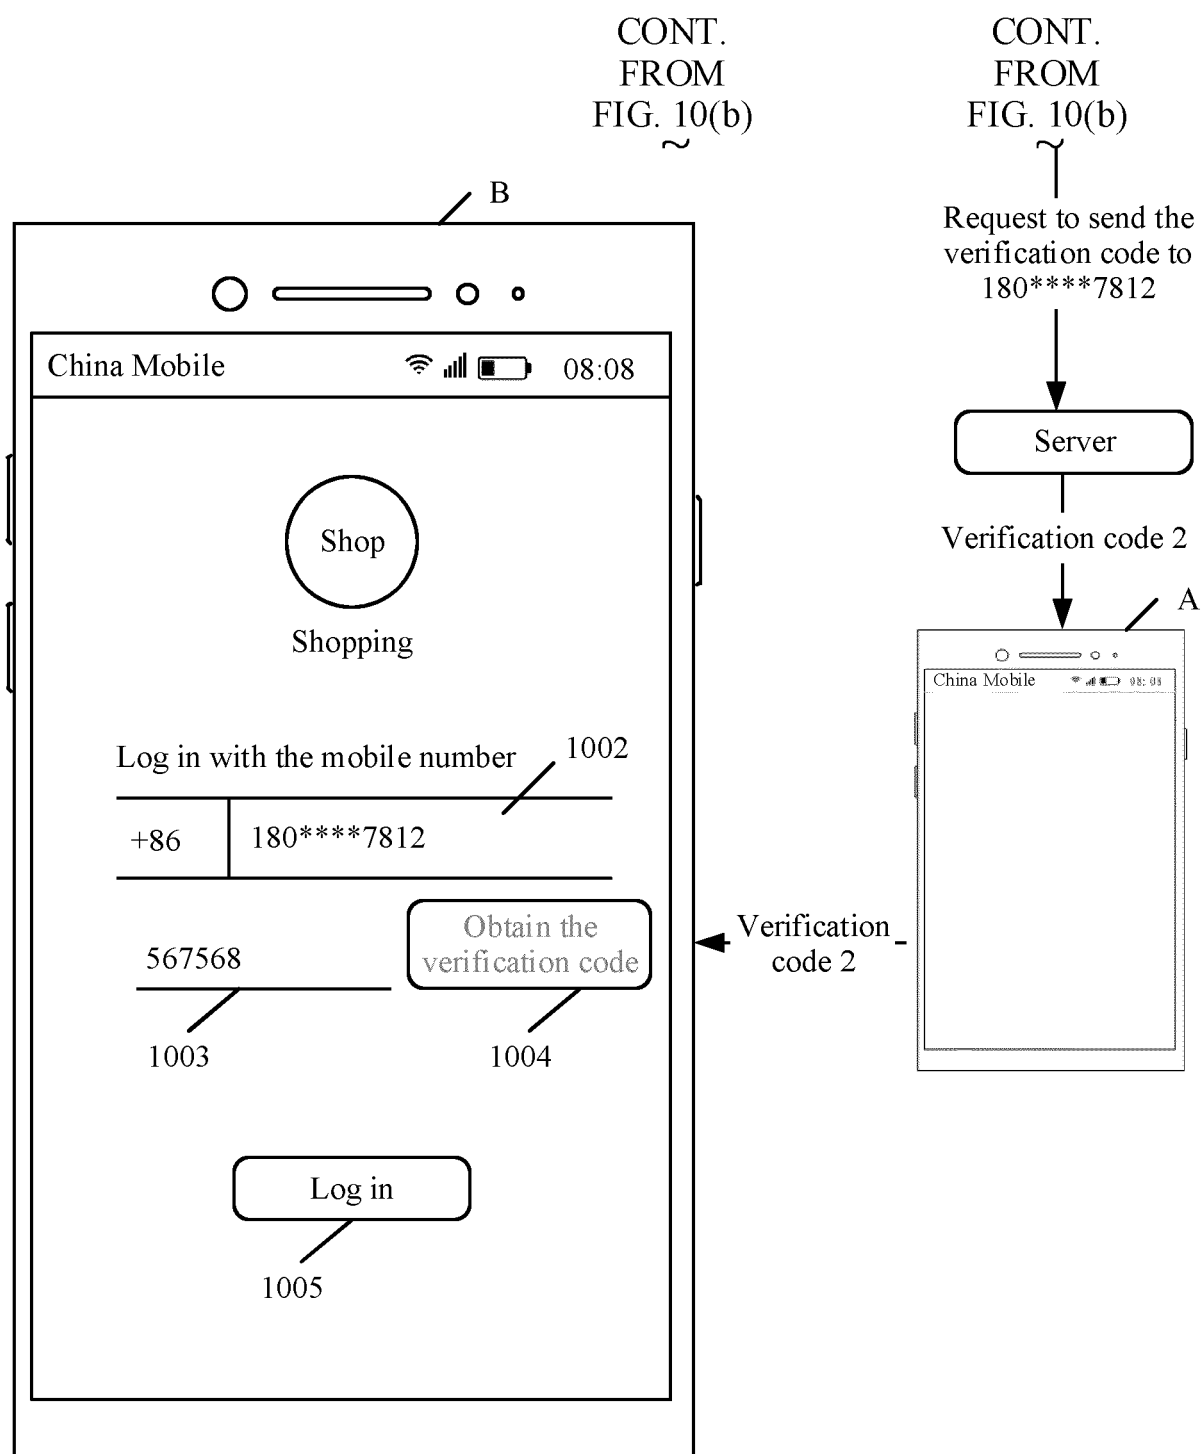 CONT.
FROM
FIG. 10(b)
~
CONT.
FROM
FIG. 10(b)
~
Request to send the
verification code to
180****7812
Server
Verification code 2
A
China Mobile
08:08
Verification
code 2
B
China Mobile
08:08
Shop
Shopping
Log in with the mobile number
1002
+86
180****7812
567568
Obtain the
verification code
1003
1004
Log in
1005